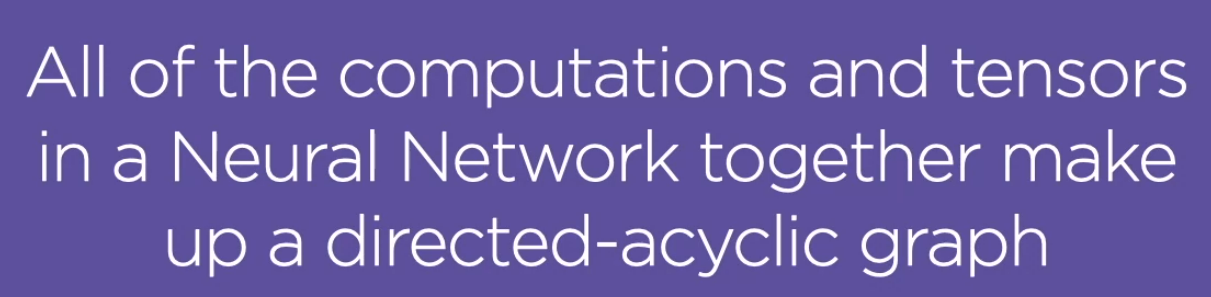 All of the computations and tensors
in a Neural Network together make
up a directed-acyclic graph